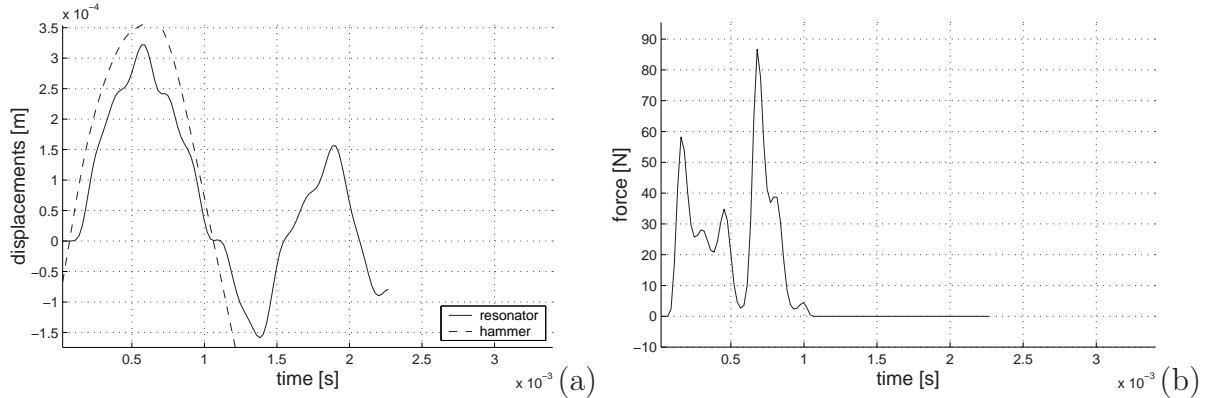 x 10⁻⁴
3.5
3
2.5
2
1.5
1
0.5
0
−0.5
−1
−1.5
displacements [m]
0.5 1 1.5 2 2.5 3
time [s]
x 10⁻³
resonator
hammer
(a)
90
80
70
60
50
40
30
20
10
0
−10
force [N]
0.5 1 1.5 2 2.5 3
time [s]
x 10⁻³
(b)